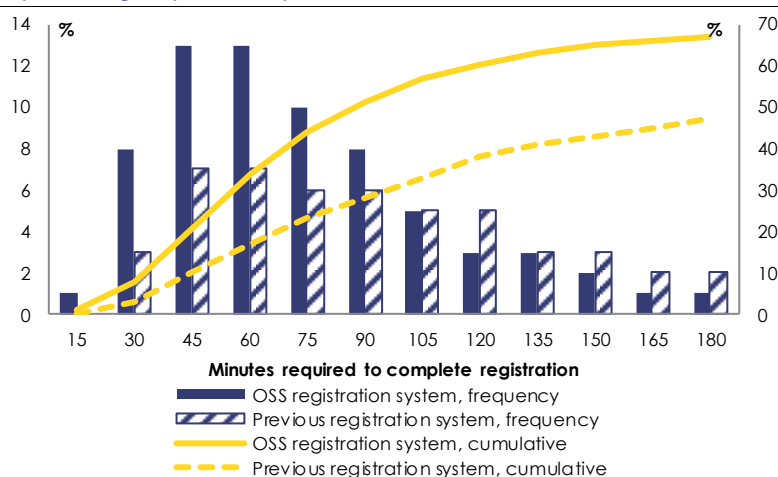 14 % % 70
12 60
10 50
8 40
6 30
4 20
2 10
0 0
15 30 45 60 75 90 105 120 135 150 165 180
Minutes required to complete registration
OSS registration system, frequency
Previous registration system, frequency
OSS registration system, cumulative
Previous registration system, cumulative